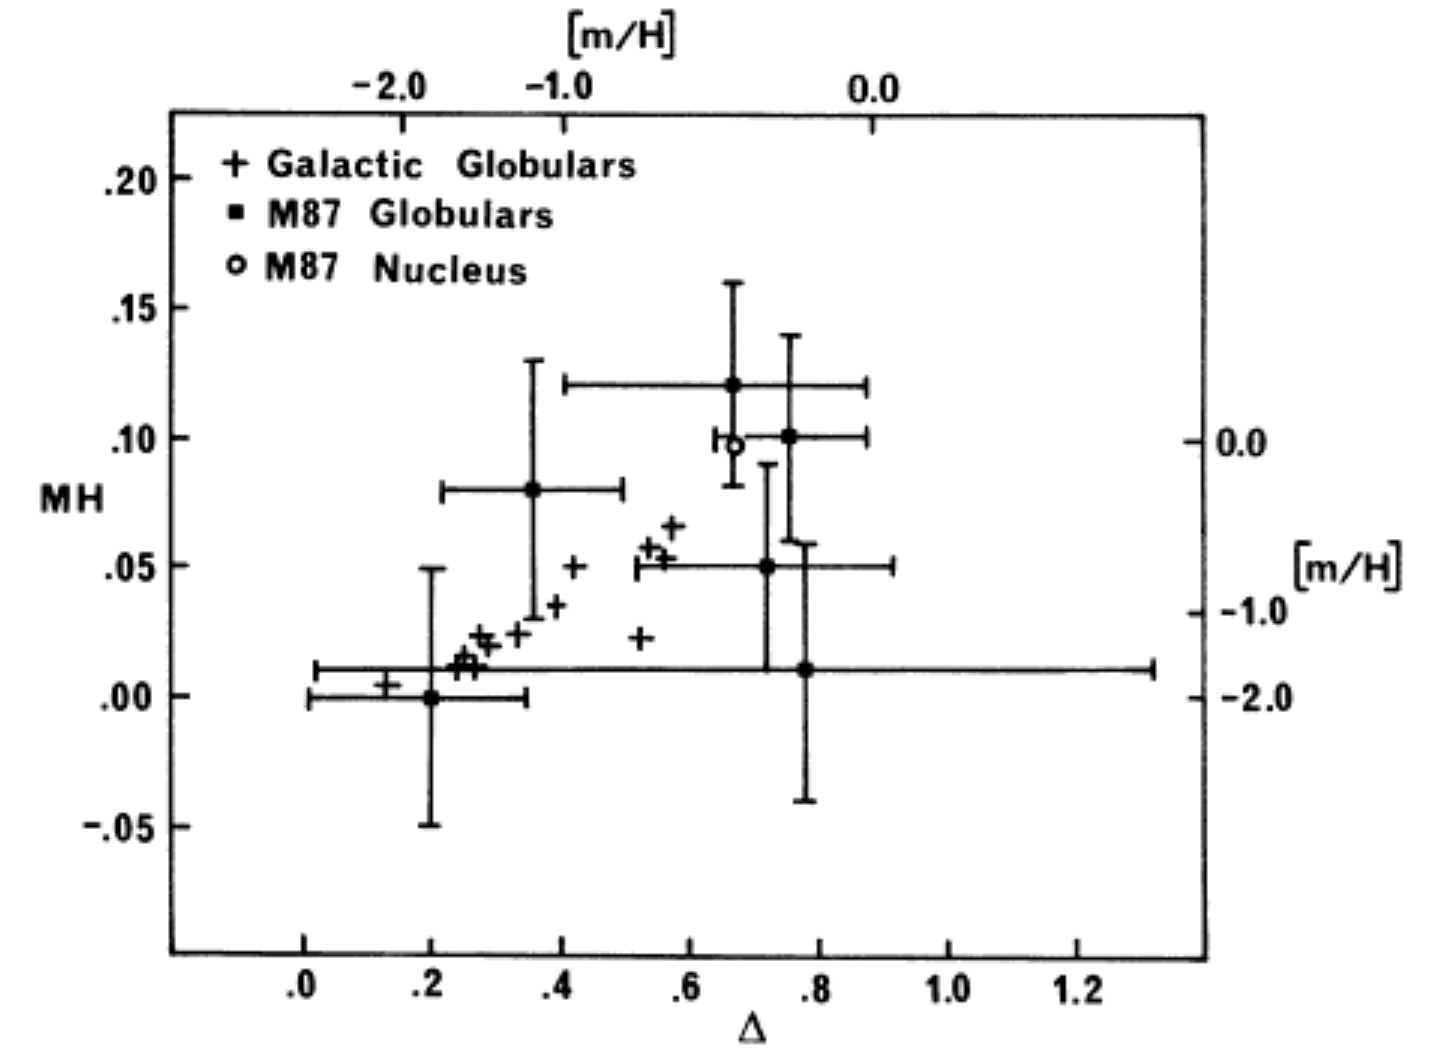 [m/H]
-2.0 -1.0 0.0
+ Galactic Globulars
■ M87 Globulars
○ M87 Nucleus
.20
.15
.10
.05
.00
-.05
MH
0.0
-1.0
-2.0
[m/H]
.0 .2 .4 .6 .8 1.0 1.2
Δ